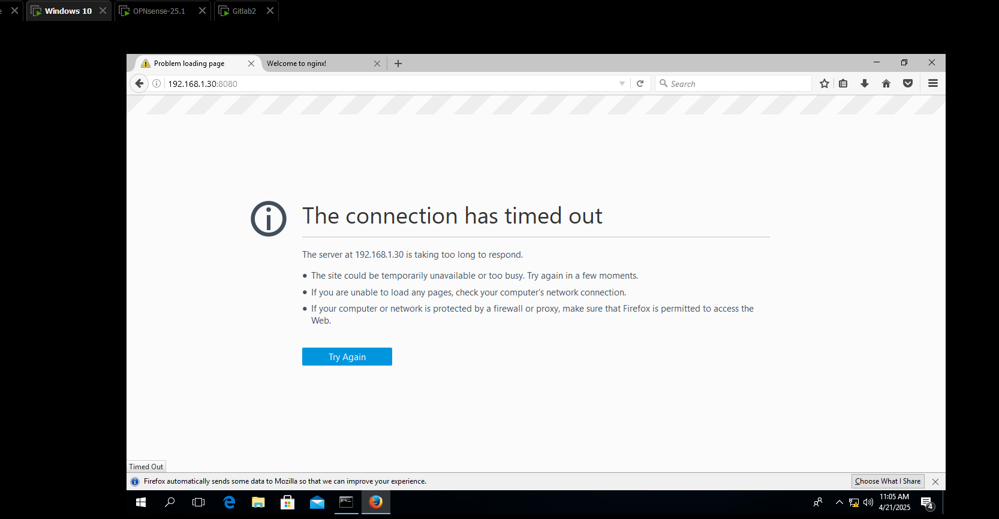 e
Windows 10
OPNsense-25.1
Gitlab2
Problem loading page
Welcome to nginx!
192.168.1.30:8080
Search
The connection has timed out
The server at 192.168.1.30 is taking too long to respond.
The site could be temporarily unavailable or too busy. Try again in a few moments.
If you are unable to load any pages, check your computer’s network connection.
If your computer or network is protected by a firewall or proxy, make sure that Firefox is permitted to access the
Web.
Try Again
Timed Out
Firefox automatically sends some data to Mozilla so that we can improve your experience.
Choose What I Share
11:05 AM
4/21/2025
4